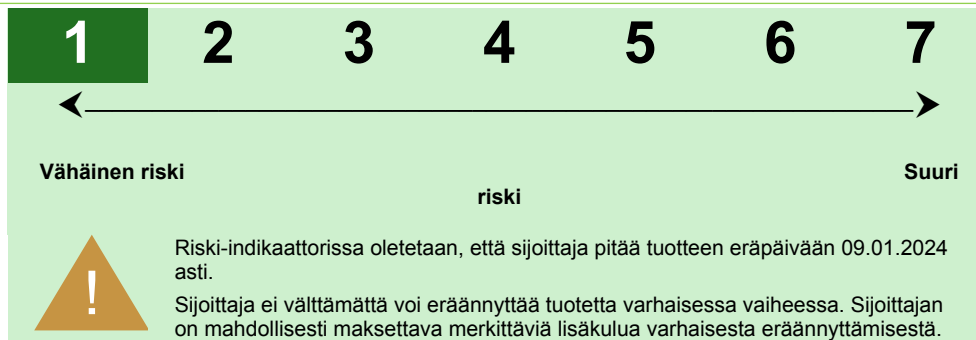 1 2 3 4 5 6 7
Vähäinen riski Suuri
riski
! Riski-indikaattorissa oletetaan, että sijoittaja pitää tuotteen eräpäivään 09.01.2024
asti.
Sijoittaja ei välttämättä voi eräännyttää tuotetta varhaisessa vaiheessa. Sijoittajan
on mahdollisesti maksettava merkittäviä lisäkulua varhaisesta eräännyttämisestä.